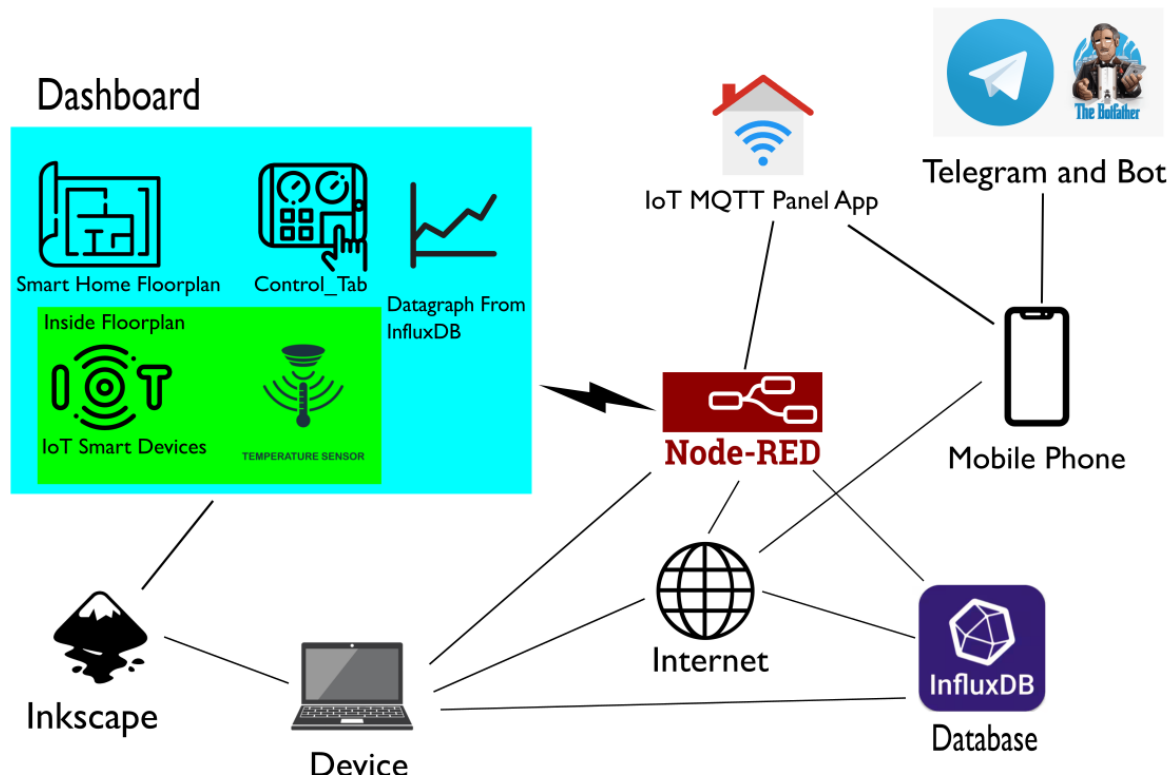 Dashboard
The Botfather
Telegram and Bot
IoT MQTT Panel App
Smart Home Floorplan
Control_Tab
Datagraph From
InfluxDB
Inside Floorplan
IOT
IoT Smart Devices
TEMPERATURE SENSOR
Node-RED
Mobile Phone
Internet
InfluxDB
Database
Inkscape
Device